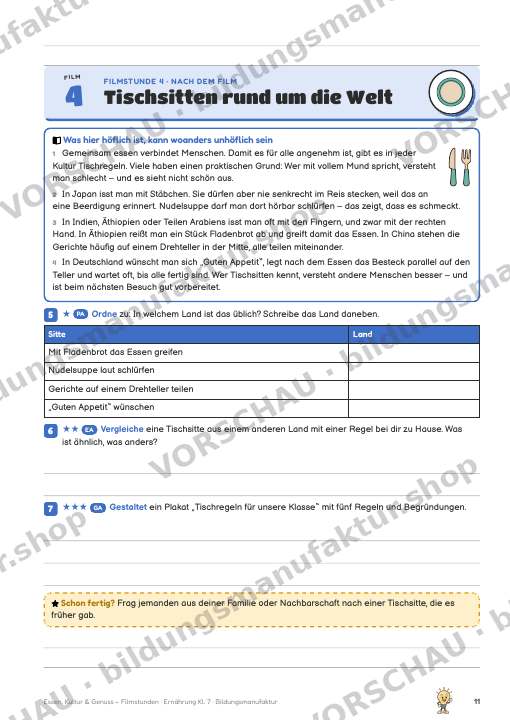 FILM
4
FILMSTUNDE 4 · NACH DEM FILM
Tischsitten rund um die Welt
Was hier höflich ist, kann woanders unhöflich sein
1 Gemeinsam essen verbindet Menschen. Damit es für alle angenehm ist, gibt es in jeder
Kultur Tischregeln. Viele haben einen praktischen Grund: Wer mit vollem Mund spricht, versteht
man schlecht – und es sieht nicht schön aus.
2 In Japan isst man mit Stäbchen. Sie dürfen aber nie senkrecht im Reis stecken, weil das an
eine Beerdigung erinnert. Nudelsuppe darf man dort hörbar schlürfen – das zeigt, dass es schmeckt.
3 In Indien, Äthiopien oder Teilen Arabiens isst man oft mit den Fingern, und zwar mit der rechten
Hand. In Äthiopien reißt man ein Stück Fladenbrot ab und greift damit das Essen. In China stehen die
Gerichte häufig auf einem Drehteller in der Mitte, alle teilen miteinander.
4 In Deutschland wünscht man sich „Guten Appetit“, legt nach dem Essen das Besteck parallel auf den
Teller und wartet oft, bis alle fertig sind. Wer Tischsitten kennt, versteht andere Menschen besser – und
ist beim nächsten Besuch gut vorbereitet.
5 ★ PA Ordne zu: In welchem Land ist das üblich? Schreibe das Land daneben.
Sitte Land
Mit Fladenbrot das Essen greifen
Nudelsuppe laut schlürfen
Gerichte auf einem Drehteller teilen
„Guten Appetit“ wünschen
6 ★★ EA Vergleiche eine Tischsitte aus einem anderen Land mit einer Regel bei dir zu Hause. Was
ist ähnlich, was anders?
7 ★★★ GA Gestaltet ein Plakat „Tischregeln für unsere Klasse“ mit fünf Regeln und Begründungen.
★ Schon fertig? Frag jemanden aus deiner Familie oder Nachbarschaft nach einer Tischsitte, die es
früher gab.
Essen, Kultur & Genuss – Filmstunden · Ernährung Kl. 7 · Bildungsmanufaktur
11
VORSCHAU · bildungsmanufaktur.shop